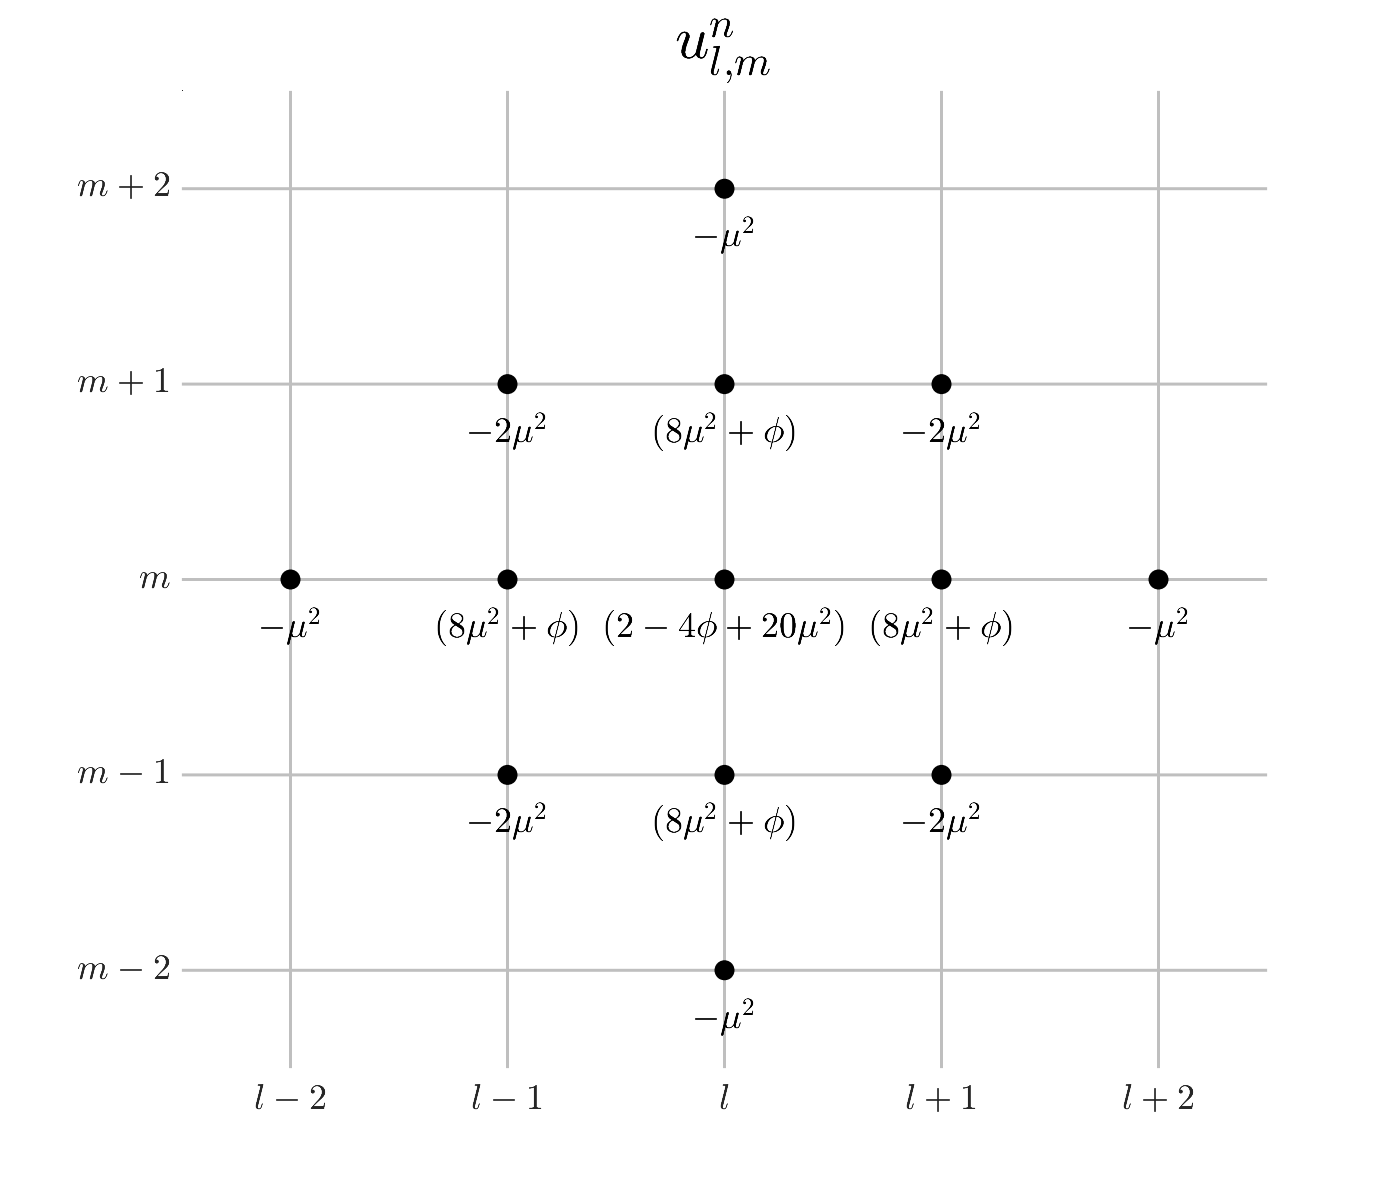 uⁿ_{l,m}
m + 2
−μ²
m + 1
−2μ² (8μ² + ϕ) −2μ²
m
−μ² (8μ² + ϕ) (2 − 4ϕ + 20μ²) (8μ² + ϕ) −μ²
m − 1
−2μ² (8μ² + ϕ) −2μ²
m − 2
−μ²
l − 2 l − 1 l l + 1 l + 2